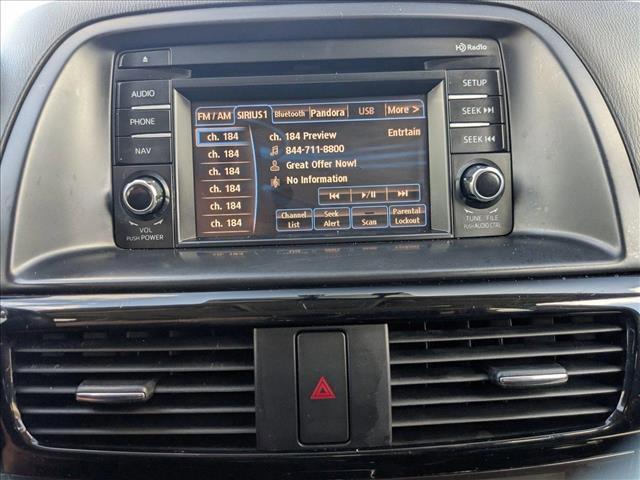 HD Radio
AUDIO
PHONE
NAV
VOL
PUSH POWER
SETUP
SEEK
SEEK
TUNE FILE
PUSH AUDIO CTRL
FM / AM SIRIUS1 Bluetooth Pandora USB More >
ch. 184 ch. 184 Preview Entrtain
ch. 184 844-711-8800
ch. 184 Great Offer Now!
ch. 184 No Information
ch. 184
ch. 184
Channel List
Seek Alert
Scan
Parental Lockout